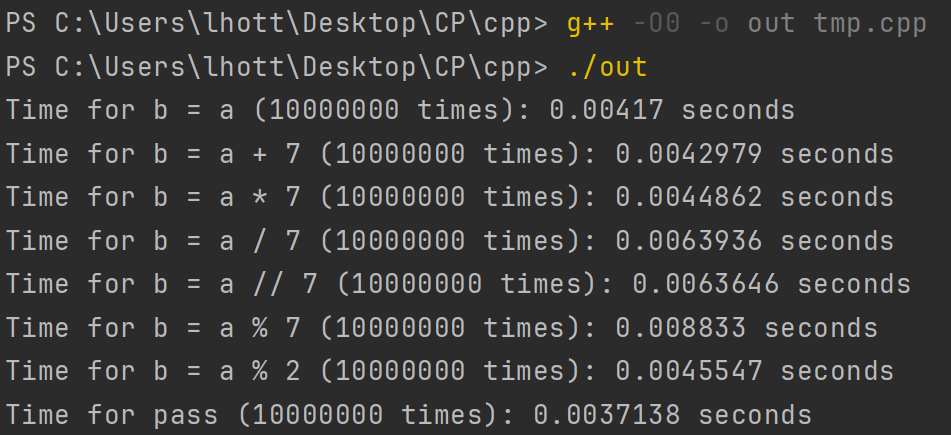 PS C:\Users\lhott\Desktop\CP\cpp> g++ -O0 -o out tmp.cpp
PS C:\Users\lhott\Desktop\CP\cpp> ./out
Time for b = a (10000000 times): 0.00417 seconds
Time for b = a + 7 (10000000 times): 0.0042979 seconds
Time for b = a * 7 (10000000 times): 0.0044862 seconds
Time for b = a / 7 (10000000 times): 0.0063936 seconds
Time for b = a // 7 (10000000 times): 0.0063646 seconds
Time for b = a % 7 (10000000 times): 0.008833 seconds
Time for b = a % 2 (10000000 times): 0.0045547 seconds
Time for pass (10000000 times): 0.0037138 seconds